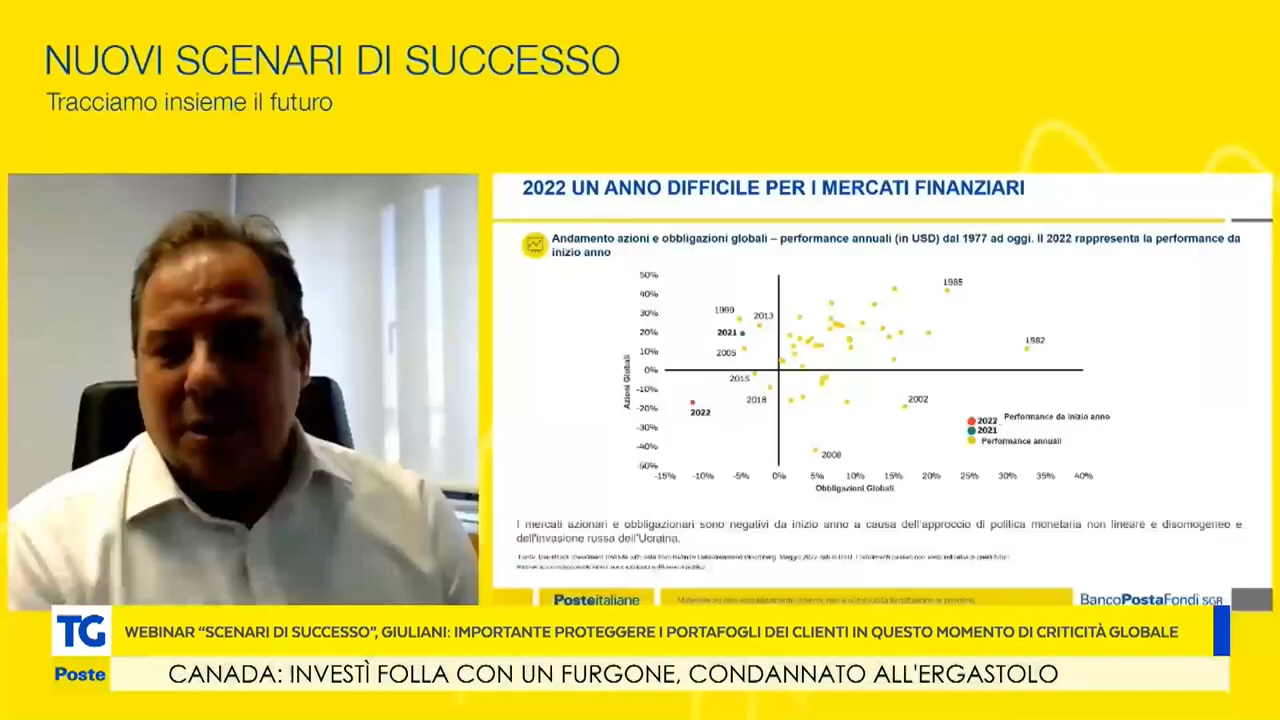 NUOVI SCENARI DI SUCCESSO
Tracciamo insieme il futuro
2022 UN ANNO DIFFICILE PER I MERCATI FINANZIARI
Andamento azioni e obbligazioni globali – performance annuali (in USD) dal 1977 ad oggi. Il 2022 rappresenta la performance da
inizio anno
50%
40%
30%
20%
10%
0%
-10%
-20%
-30%
-40%
-50%
Azioni Globali
1985
1999
2013
2021
2005
1982
2015
2018
2022
2002
2008
2022 Performance da inizio anno
2021
Performance annuali
-15% -10% -5% 0% 5% 10% 15% 20% 25% 30% 35% 40%
Obbligazioni Globali
I mercati azionari e obbligazionari sono negativi da inizio anno a causa dell'approccio di politica monetaria non lineare e disomogeneo e
dell'invasione russa dell'Ucraina.
Posteitaliane
BancoPostaFondi SGR
TG
Poste
WEBINAR “SCENARI DI SUCCESSO”, GIULIANI: IMPORTANTE PROTEGGERE I PORTAFOGLI DEI CLIENTI IN QUESTO MOMENTO DI CRITICITÀ GLOBALE
CANADA: INVESTÌ FOLLA CON UN FURGONE, CONDANNATO ALL'ERGASTOLO